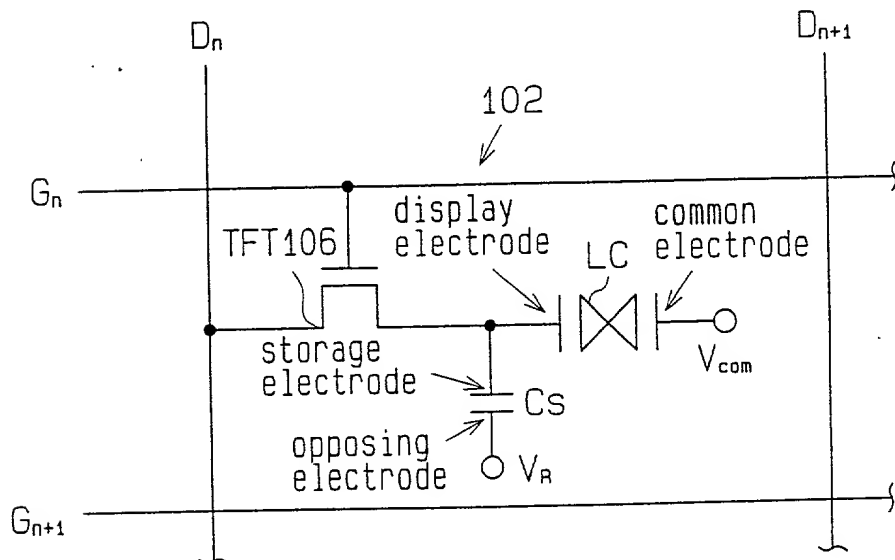 Dn
Dn+1
102
Gn
display
electrode
common
electrode
TFT106
LC
storage
electrode
Vcom
Cs
opposing
electrode
VR
Gn+1